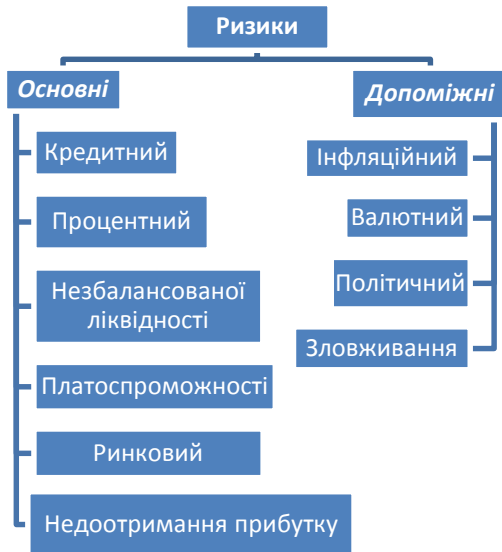 Ризики
Основні
Кредитний
Процентний
Незбалансованої
ліквідності
Платоспроможності
Ринковий
Недоотримання прибутку
Допоміжні
Інфляційний
Валютний
Політичний
Зловживання